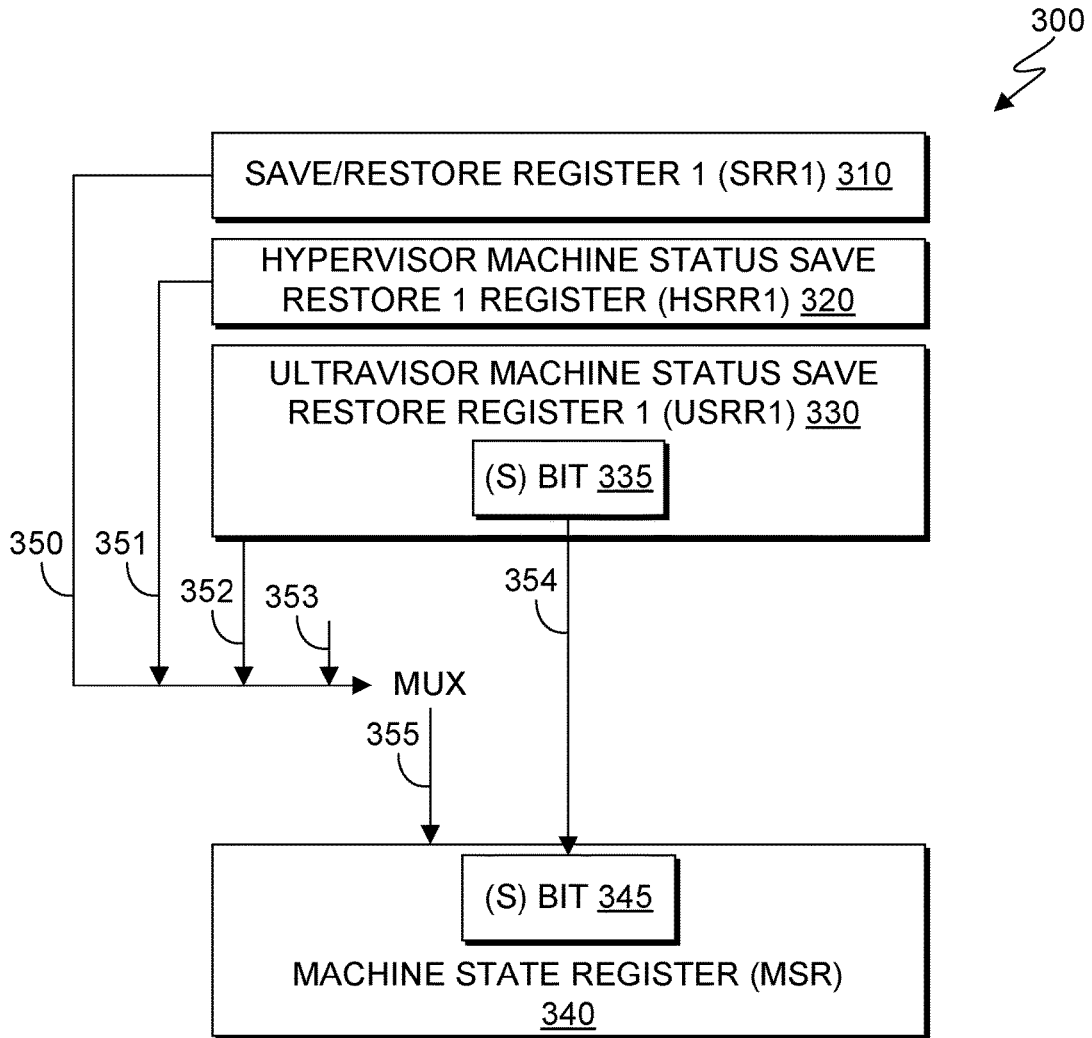 300
SAVE/RESTORE REGISTER 1 (SRR1) 310
HYPERVISOR MACHINE STATUS SAVE
RESTORE 1 REGISTER (HSRR1) 320
ULTRAVISOR MACHINE STATUS SAVE
RESTORE REGISTER 1 (USRR1) 330
(S) BIT 335
350
351
352
353
354
MUX
355
(S) BIT 345
MACHINE STATE REGISTER (MSR)
340